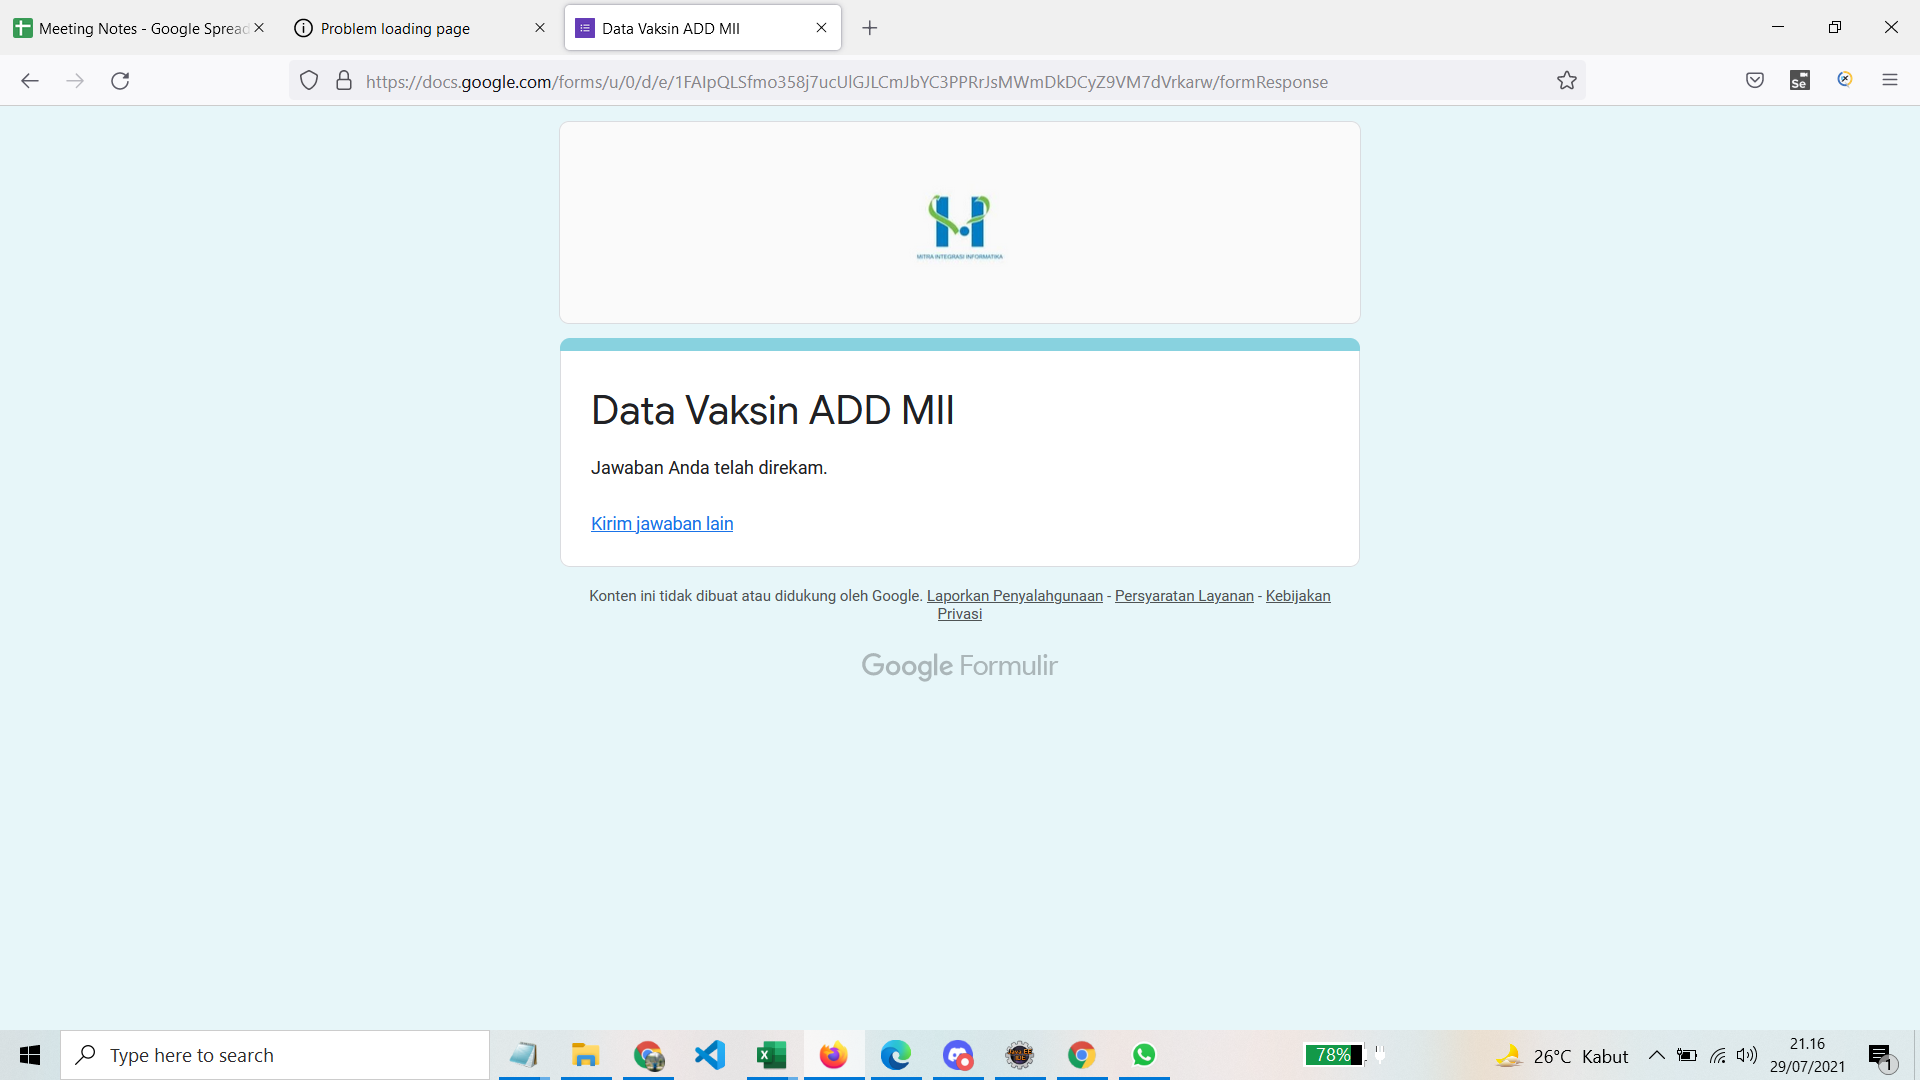 Meeting Notes - Google Spread
Problem loading page
Data Vaksin ADD MII
https://docs.google.com/forms/u/0/d/e/1FAIpQLSfmo358j7ucUlGJLCmJbYC3PPRrJsMWmDkDCyZ9VM7dVrkarw/formResponse
Se
MITRA INTEGRASI INFORMATIKA
Data Vaksin ADD MII
Jawaban Anda telah direkam.
Kirim jawaban lain
Konten ini tidak dibuat atau didukung oleh Google. Laporkan Penyalahgunaan - Persyaratan Layanan - Kebijakan
Privasi
Google Formulir
Type here to search
78%
26°C Kabut
21.16
29/07/2021
1